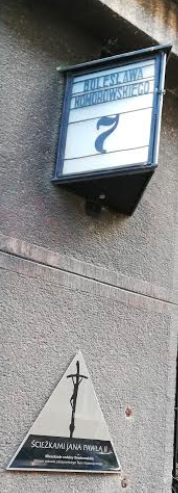 BOLESŁAWA
KOMOROWSKIEGO
7
ŚCIEŻKAMI JANA PAWŁA II